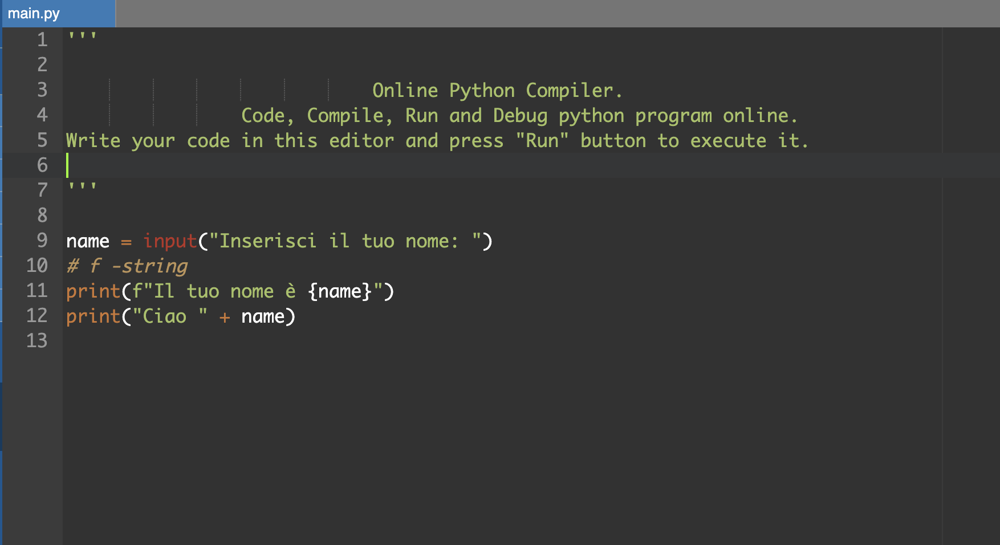 main.py
1 '''
2
3 Online Python Compiler.
4 Code, Compile, Run and Debug python program online.
5 Write your code in this editor and press "Run" button to execute it.
6
7 '''
8
9 name = input("Inserisci il tuo nome: ")
10 # f -string
11 print(f"Il tuo nome è {name}")
12 print("Ciao " + name)
13